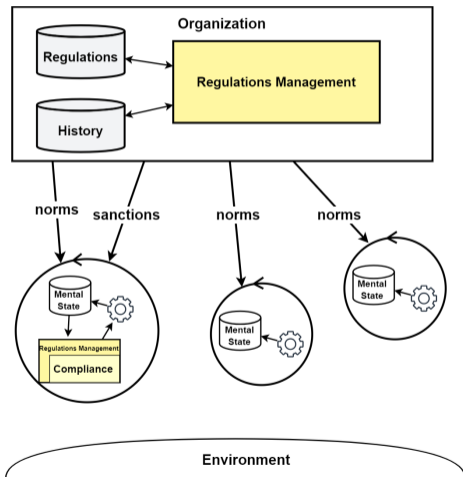 Organization
Regulations
Regulations Management
History
norms
sanctions
norms
norms
Mental
State
Regulations Management
Compliance
Mental
State
Mental
State
Environment